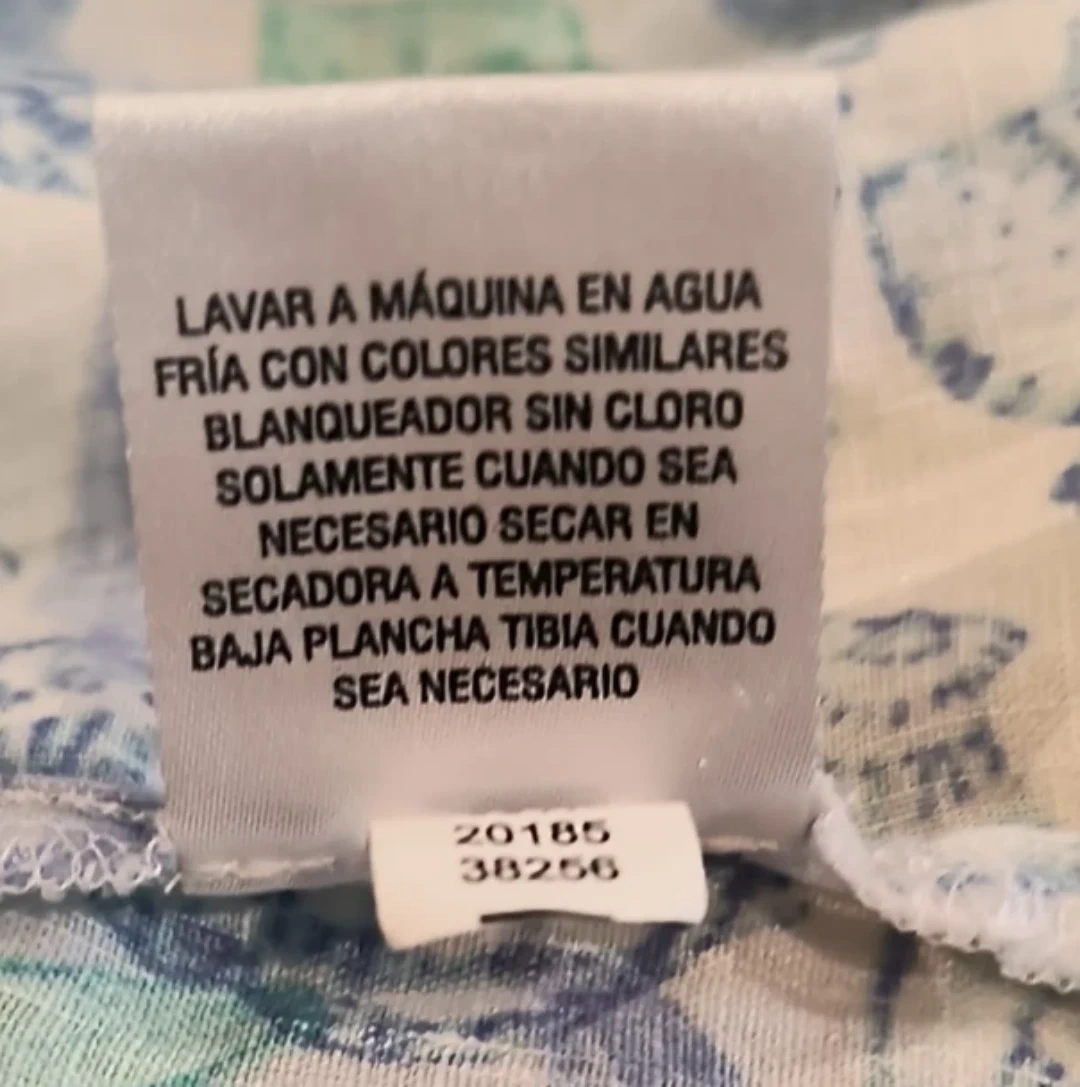 LAVAR A MÁQUINA EN AGUA
FRÍA CON COLORES SIMILARES
BLANQUEADOR SIN CLORO
SOLAMENTE CUANDO SEA
NECESARIO SECAR EN
SECADORA A TEMPERATURA
BAJA PLANCHA TIBIA CUANDO
SEA NECESARIO
20185
38256